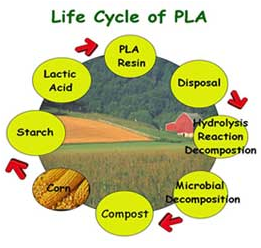 Life Cycle of PLA
PLA
Resin
Lactic
Acid
Disposal
Starch
Hydrolysis
Reaction
Decompostion
Corn
Microbial
Decomposition
Compost